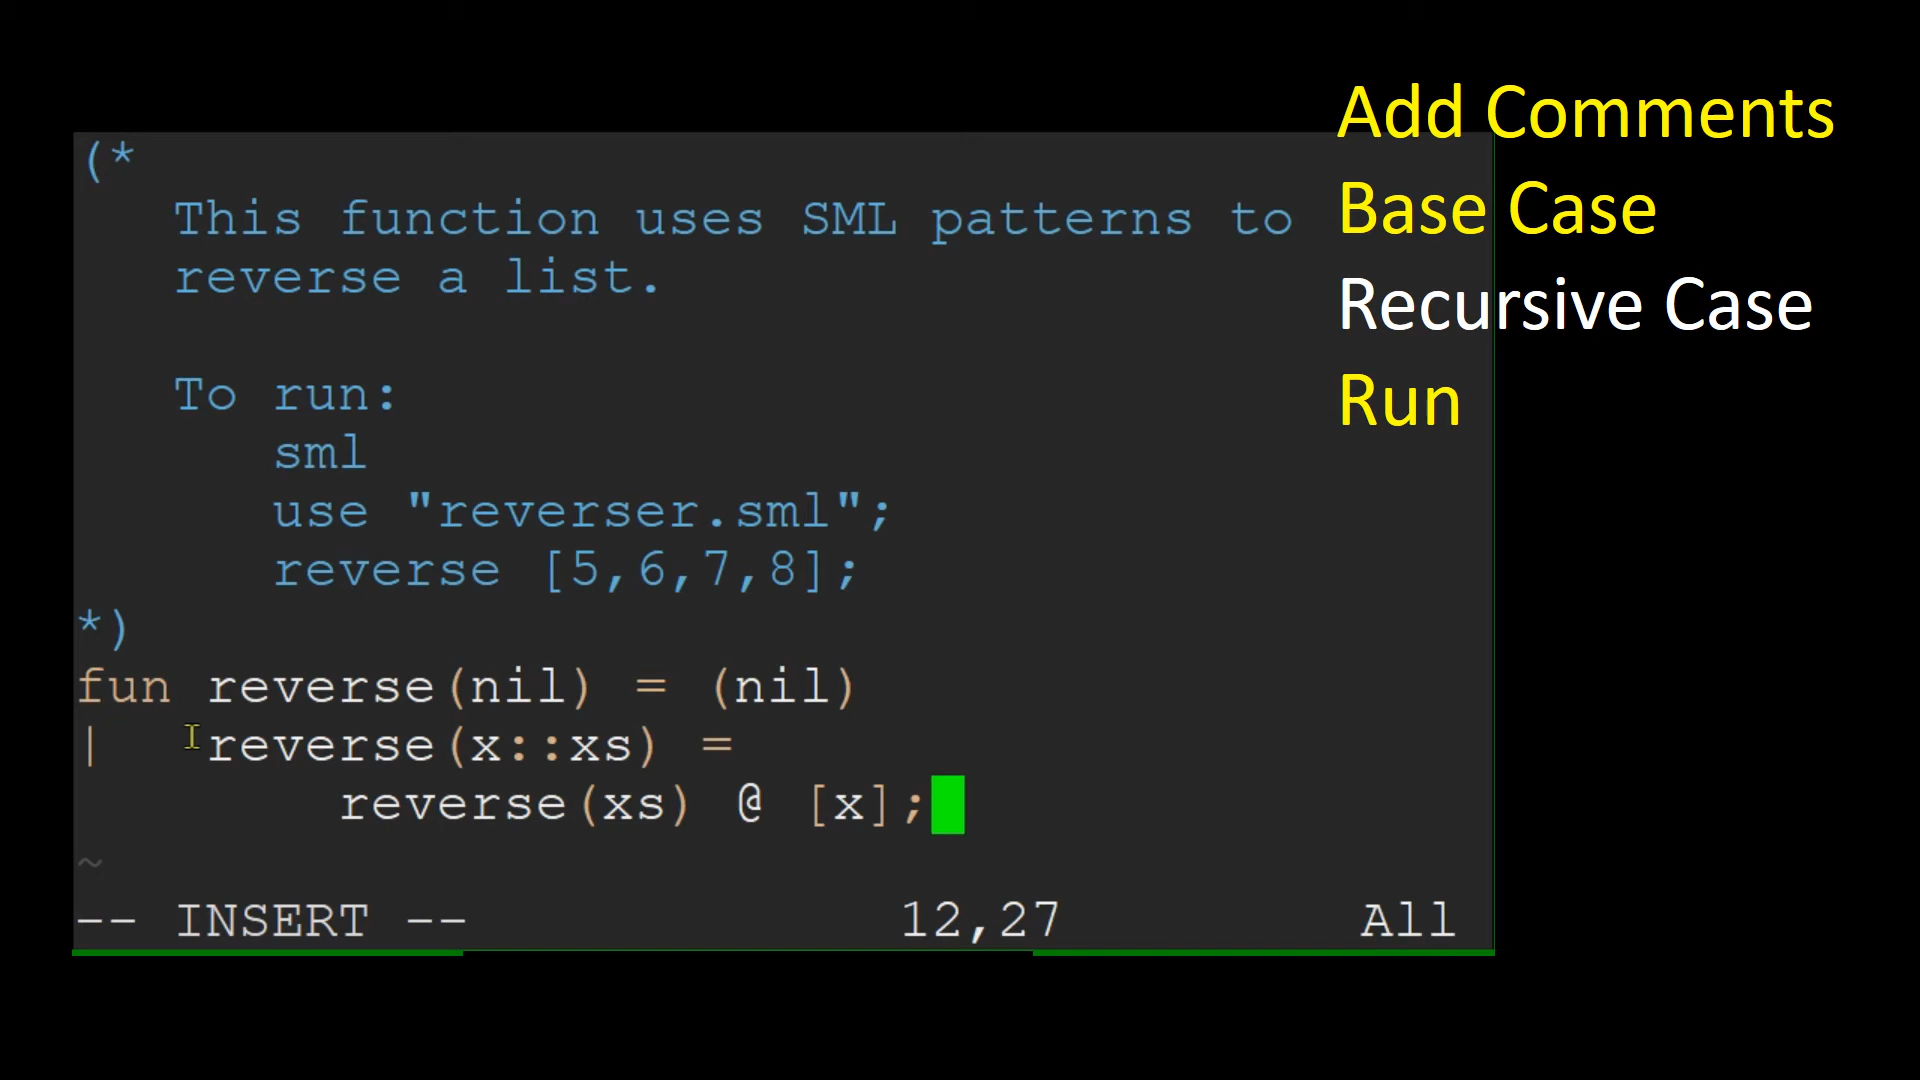 Add Comments
Base Case
Recursive Case
Run
(*
This function uses SML patterns to
reverse a list.
To run:
sml
use "reverser.sml";
reverse [5,6,7,8];
*)
fun reverse(nil) = (nil)
| reverse(x::xs) =
reverse(xs) @ [x];
~
-- INSERT -- 12,27 All